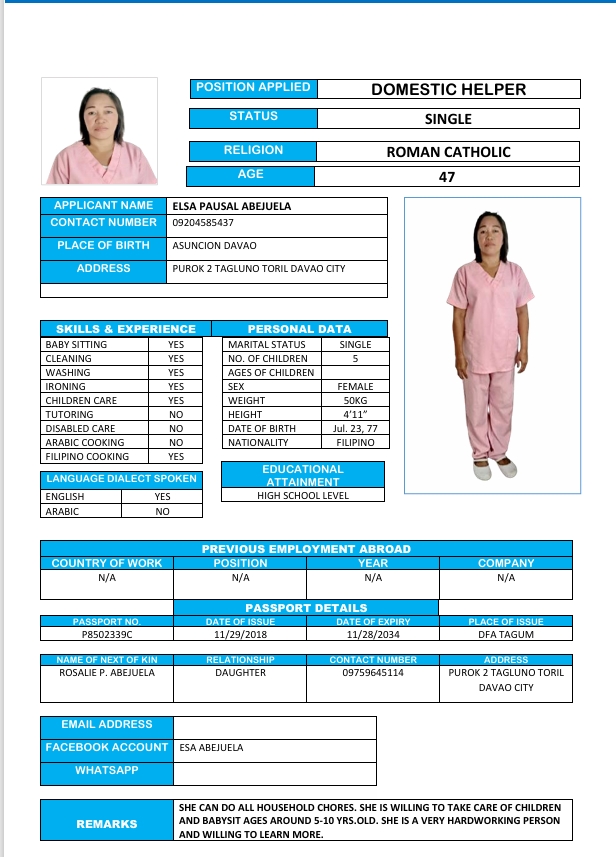 POSITION APPLIED DOMESTIC HELPER
STATUS SINGLE
RELIGION ROMAN CATHOLIC
AGE 47
APPLICANT NAME ELSA PAUSAL ABEJUELA
CONTACT NUMBER 09204585437
PLACE OF BIRTH ASUNCION DAVAO
ADDRESS PUROK 2 TAGLUNO TORIL DAVAO CITY
SKILLS & EXPERIENCE
BABY SITTING YES
CLEANING YES
WASHING YES
IRONING YES
CHILDREN CARE YES
TUTORING NO
DISABLED CARE NO
ARABIC COOKING NO
FILIPINO COOKING YES
LANGUAGE DIALECT SPOKEN
ENGLISH YES
ARABIC NO
PERSONAL DATA
MARITAL STATUS SINGLE
NO. OF CHILDREN 5
AGES OF CHILDREN
SEX FEMALE
WEIGHT 50KG
HEIGHT 4'11”
DATE OF BIRTH Jul. 23, 77
NATIONALITY FILIPINO
EDUCATIONAL
ATTAINMENT
HIGH SCHOOL LEVEL
PREVIOUS EMPLOYMENT ABROAD
COUNTRY OF WORK POSITION YEAR COMPANY
N/A N/A N/A N/A
PASSPORT DETAILS
PASSPORT NO. DATE OF ISSUE DATE OF EXPIRY PLACE OF ISSUE
P8502339C 11/29/2018 11/28/2034 DFA TAGUM
NAME OF NEXT OF KIN RELATIONSHIP CONTACT NUMBER ADDRESS
ROSALIE P. ABEJUELA DAUGHTER 09759645114 PUROK 2 TAGLUNO TORIL
DAVAO CITY
EMAIL ADDRESS
FACEBOOK ACCOUNT ESA ABEJUELA
WHATSAPP
REMARKS
SHE CAN DO ALL HOUSEHOLD CHORES. SHE IS WILLING TO TAKE CARE OF CHILDREN
AND BABYSIT AGES AROUND 5-10 YRS.OLD. SHE IS A VERY HARDWORKING PERSON
AND WILLING TO LEARN MORE.